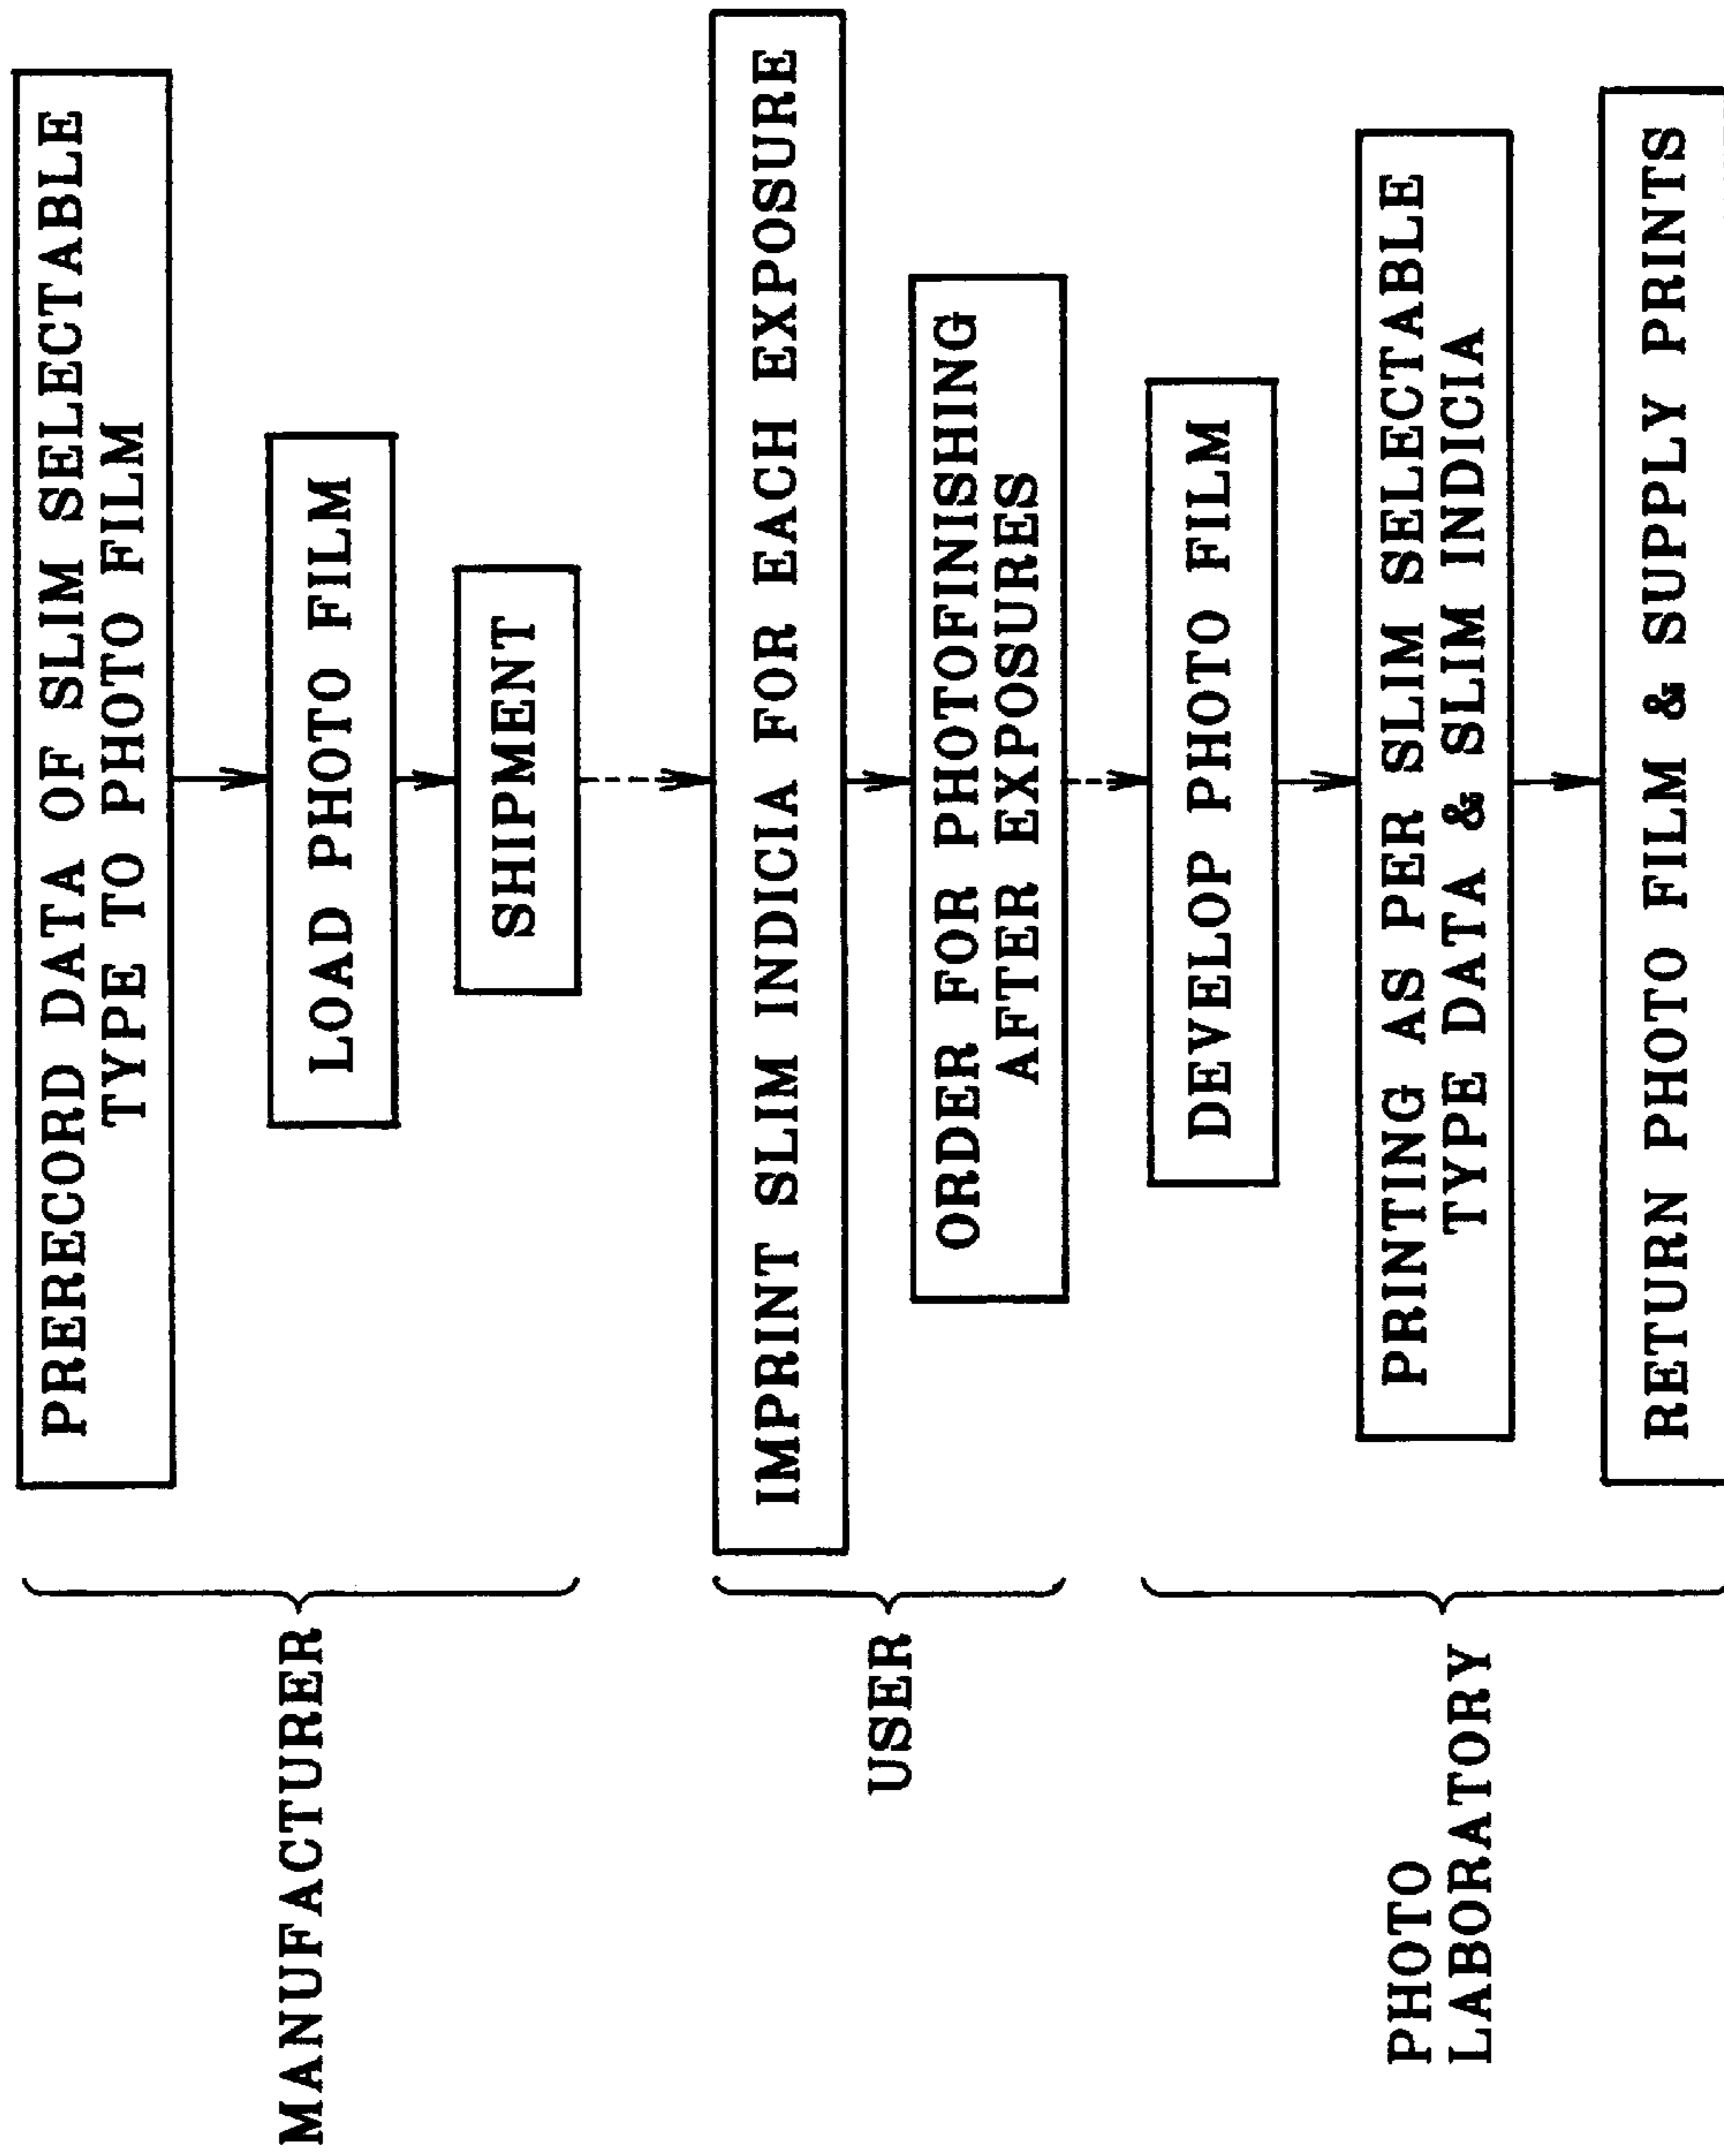 PRERECORD DATA OF SLIM SELECTABLE
TYPE TO PHOTO FILM
LOAD PHOTO FILM
SHIPMENT
MANUFACTURER
IMPRINT SLIM INDICIA FOR EACH EXPOSURE
ORDER FOR PHOTOFINISHING
AFTER EXPOSURES
USER
DEVELOP PHOTO FILM
PRINTING AS PER SLIM SELECTABLE
TYPE DATA & SLIM INDICIA
RETURN PHOTO FILM & SUPPLY PRINTS
PHOTO
LABORATORY